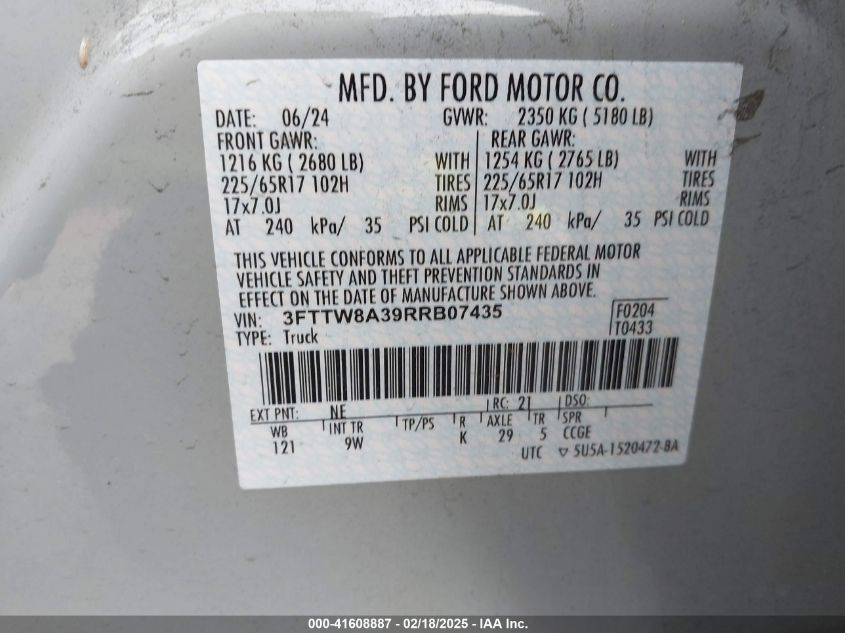 MFD. BY FORD MOTOR CO.
DATE: 06/24 GVWR: 2350 KG ( 5180 LB)
FRONT GAWR: REAR GAWR:
1216 KG ( 2680 LB) WITH 1254 KG ( 2765 LB) WITH
225/65R17 102H TIRES 225/65R17 102H TIRES
17x7.0J RIMS 17x7.0J RIMS
AT 240 kPa/ 35 PSI COLD AT 240 kPa/ 35 PSI COLD
THIS VEHICLE CONFORMS TO ALL APPLICABLE FEDERAL MOTOR
VEHICLE SAFETY AND THEFT PREVENTION STANDARDS IN
EFFECT ON THE DATE OF MANUFACTURE SHOWN ABOVE.
VIN: 3FTTW8A39RRB07435 F0204
TYPE: Truck T0433
EXT PNT: NE RC: 21 DSO:
WB INT TR TP/PS R AXLE TR SPR
121 9W K 29 5 CCGE
UTC ▽ 5U5A-1520472-BA
000-41608887 - 02/18/2025 - IAA Inc.